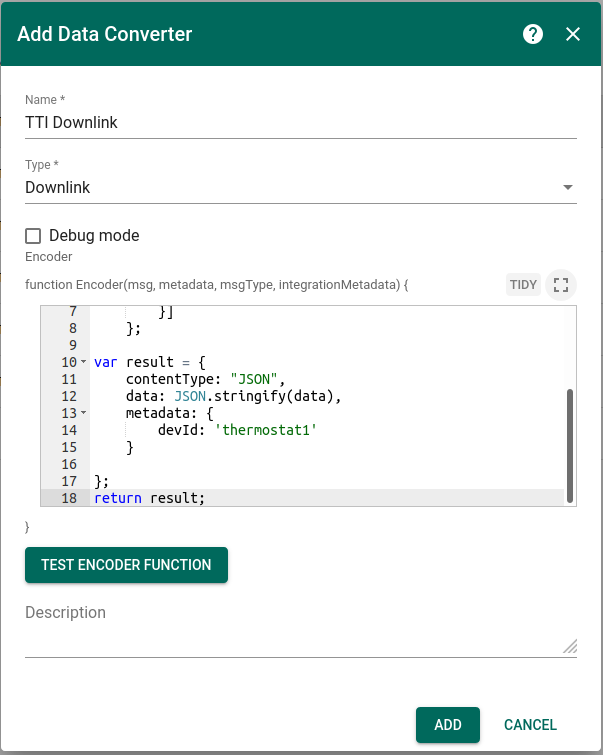 Add Data Converter
?
Name *
TTI Downlink
Type *
Downlink
Debug mode
Encoder
function Encoder(msg, metadata, msgType, integrationMetadata) {
TIDY
7         }]
8     };
9
10 var result = {
11     contentType: "JSON",
12     data: JSON.stringify(data),
13     metadata: {
14         devId: 'thermostat1'
15     }
16
17 };
18 return result;
}
TEST ENCODER FUNCTION
Description
ADD
CANCEL